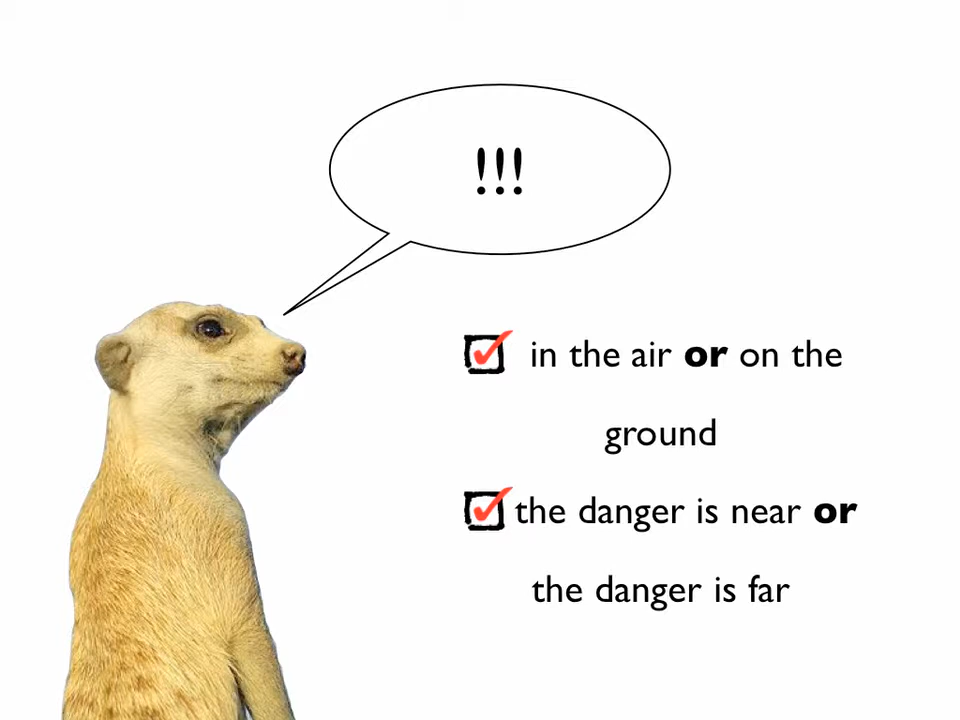 !!!
in the air or on the
ground
the danger is near or
the danger is far